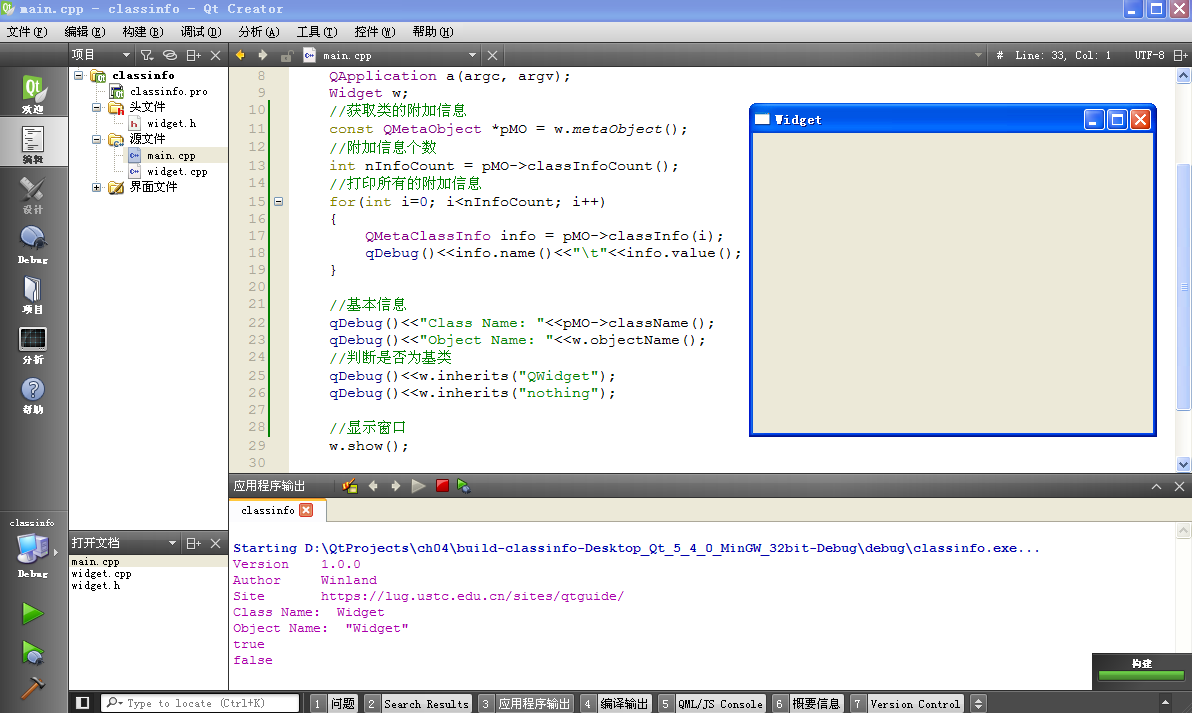 main.cpp - classinfo - Qt Creator
文件(F) 编辑(E) 构建(B) 调试(D) 分析(A) 工具(T) 控件(W) 帮助(H)
项目
main.cpp
# Line: 33, Col: 1 UTF-8
Qt
欢迎
编辑
设计
Debug
项目
分析
帮助
classinfo
Debug
classinfo
classinfo.pro
头文件
widget.h
源文件
main.cpp
widget.cpp
界面文件
打开文档
main.cpp
widget.cpp
widget.h
8 QApplication a(argc, argv);
9 Widget w;
10 //获取类的附加信息
11 const QMetaObject *pMO = w.metaObject();
12 //附加信息个数
13 int nInfoCount = pMO->classInfoCount();
14 //打印所有的附加信息
15 for(int i=0; i<nInfoCount; i++)
16 {
17 QMetaClassInfo info = pMO->classInfo(i);
18 qDebug()<<info.name()<<"\t"<<info.value();
19 }
20
21 //基本信息
22 qDebug()<<"Class Name: "<<pMO->className();
23 qDebug()<<"Object Name: "<<w.objectName();
24 //判断是否为基类
25 qDebug()<<w.inherits("QWidget");
26 qDebug()<<w.inherits("nothing");
27
28 //显示窗口
29 w.show();
30
Widget
应用程序输出
classinfo
Starting D:\QtProjects\ch04\build-classinfo-Desktop_Qt_5_4_0_MinGW_32bit-Debug\debug\classinfo.exe...
Version 1.0.0
Author Winland
Site https://lug.ustc.edu.cn/sites/qtguide/
Class Name: Widget
Object Name: "Widget"
true
false
构建
Type to locate (Ctrl+K)
1 问题 2 Search Results 3 应用程序输出 4 编译输出 5 QML/JS Console 6 概要信息 7 Version Control